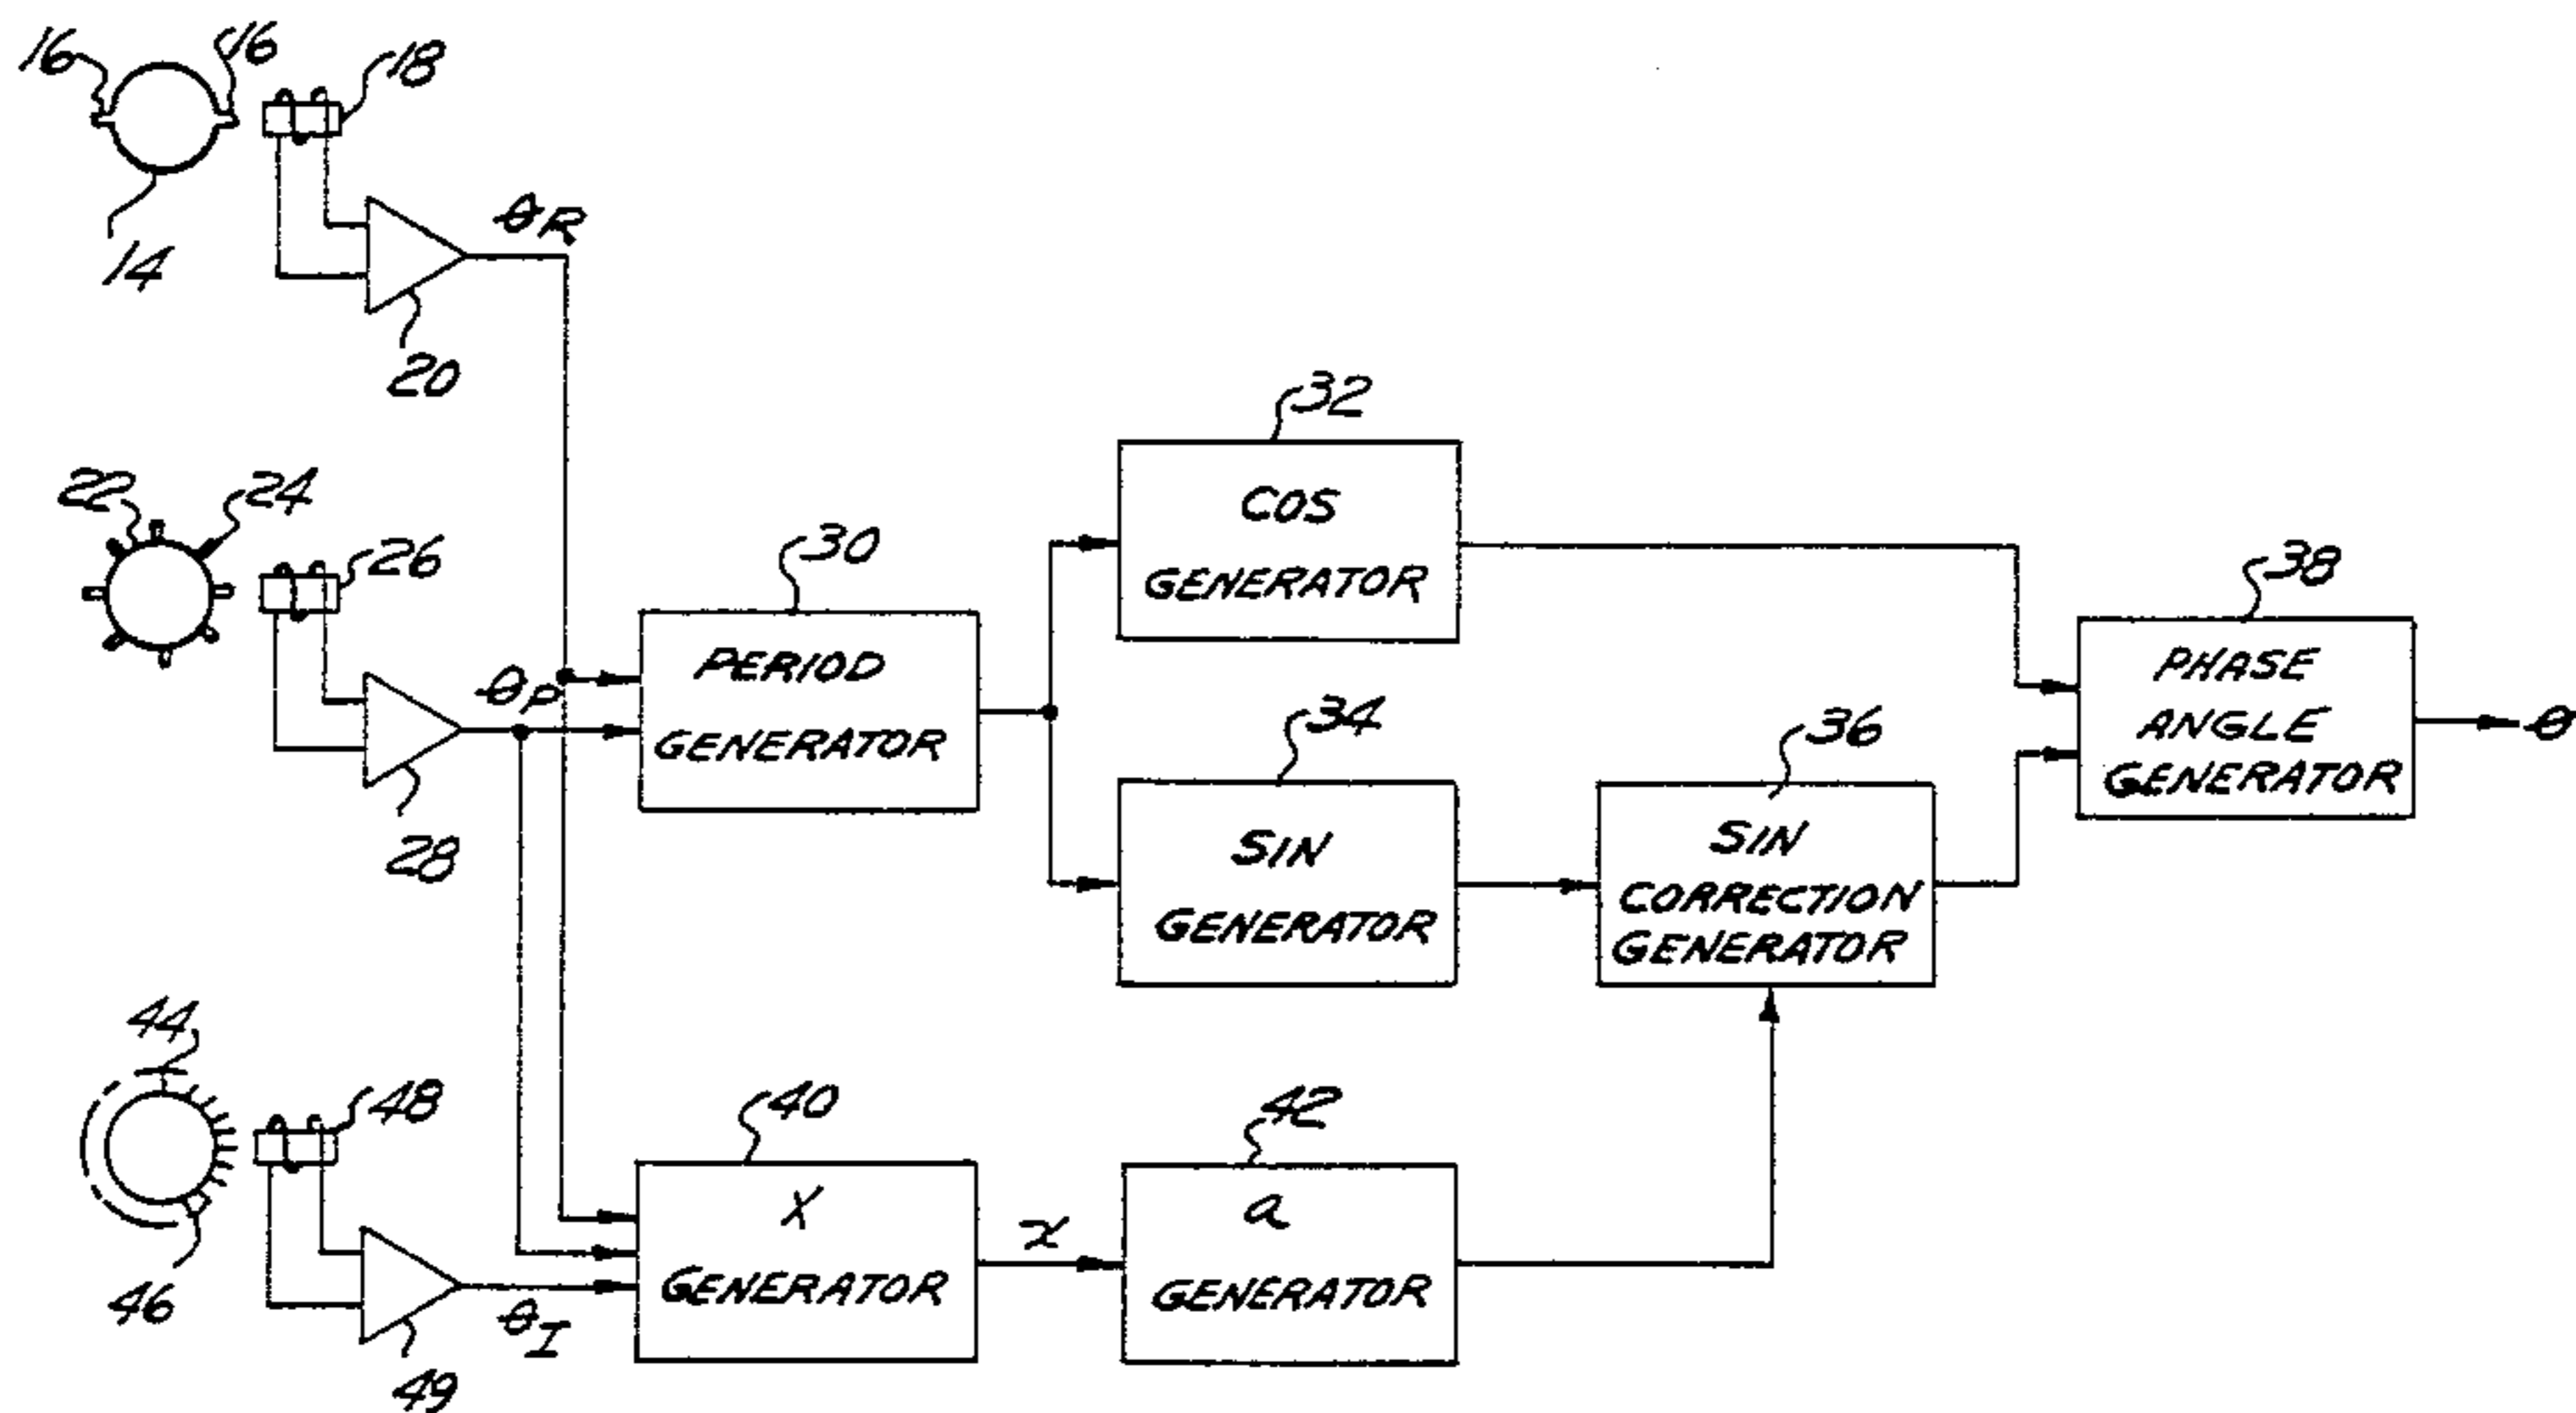 16 16 18
14
20
θR
22 24
26
28
θP
30
PERIOD
GENERATOR
32
COS
GENERATOR
34
SIN
GENERATOR
36
SIN
CORRECTION
GENERATOR
38
PHASE
ANGLE
GENERATOR
θ
44
46
48
49
θI
40
X
GENERATOR
x
42
a
GENERATOR